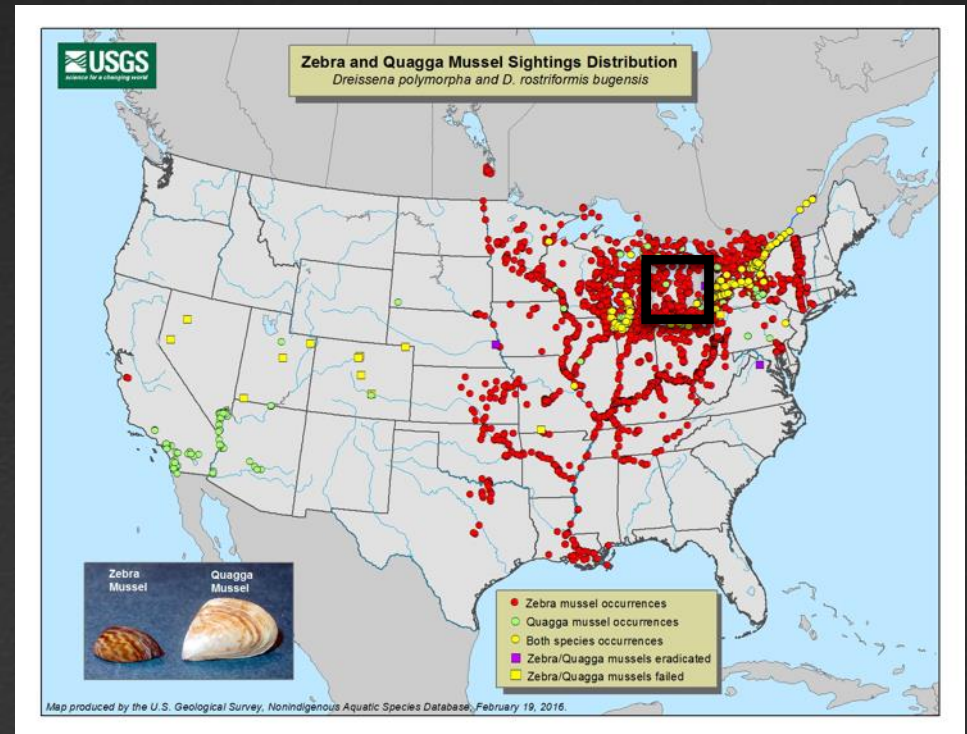 USGS
science for a changing world
Zebra and Quagga Mussel Sightings Distribution
Dreissena polymorpha and D. rostriformis bugensis
Zebra
Mussel
Quagga
Mussel
Zebra mussel occurrences
Quagga mussel occurrences
Both species occurrences
Zebra/Quagga mussels eradicated
Zebra/Quagga mussels failed
Map produced by the U.S. Geological Survey, Nonindigenous Aquatic Species Database, February 19, 2016.